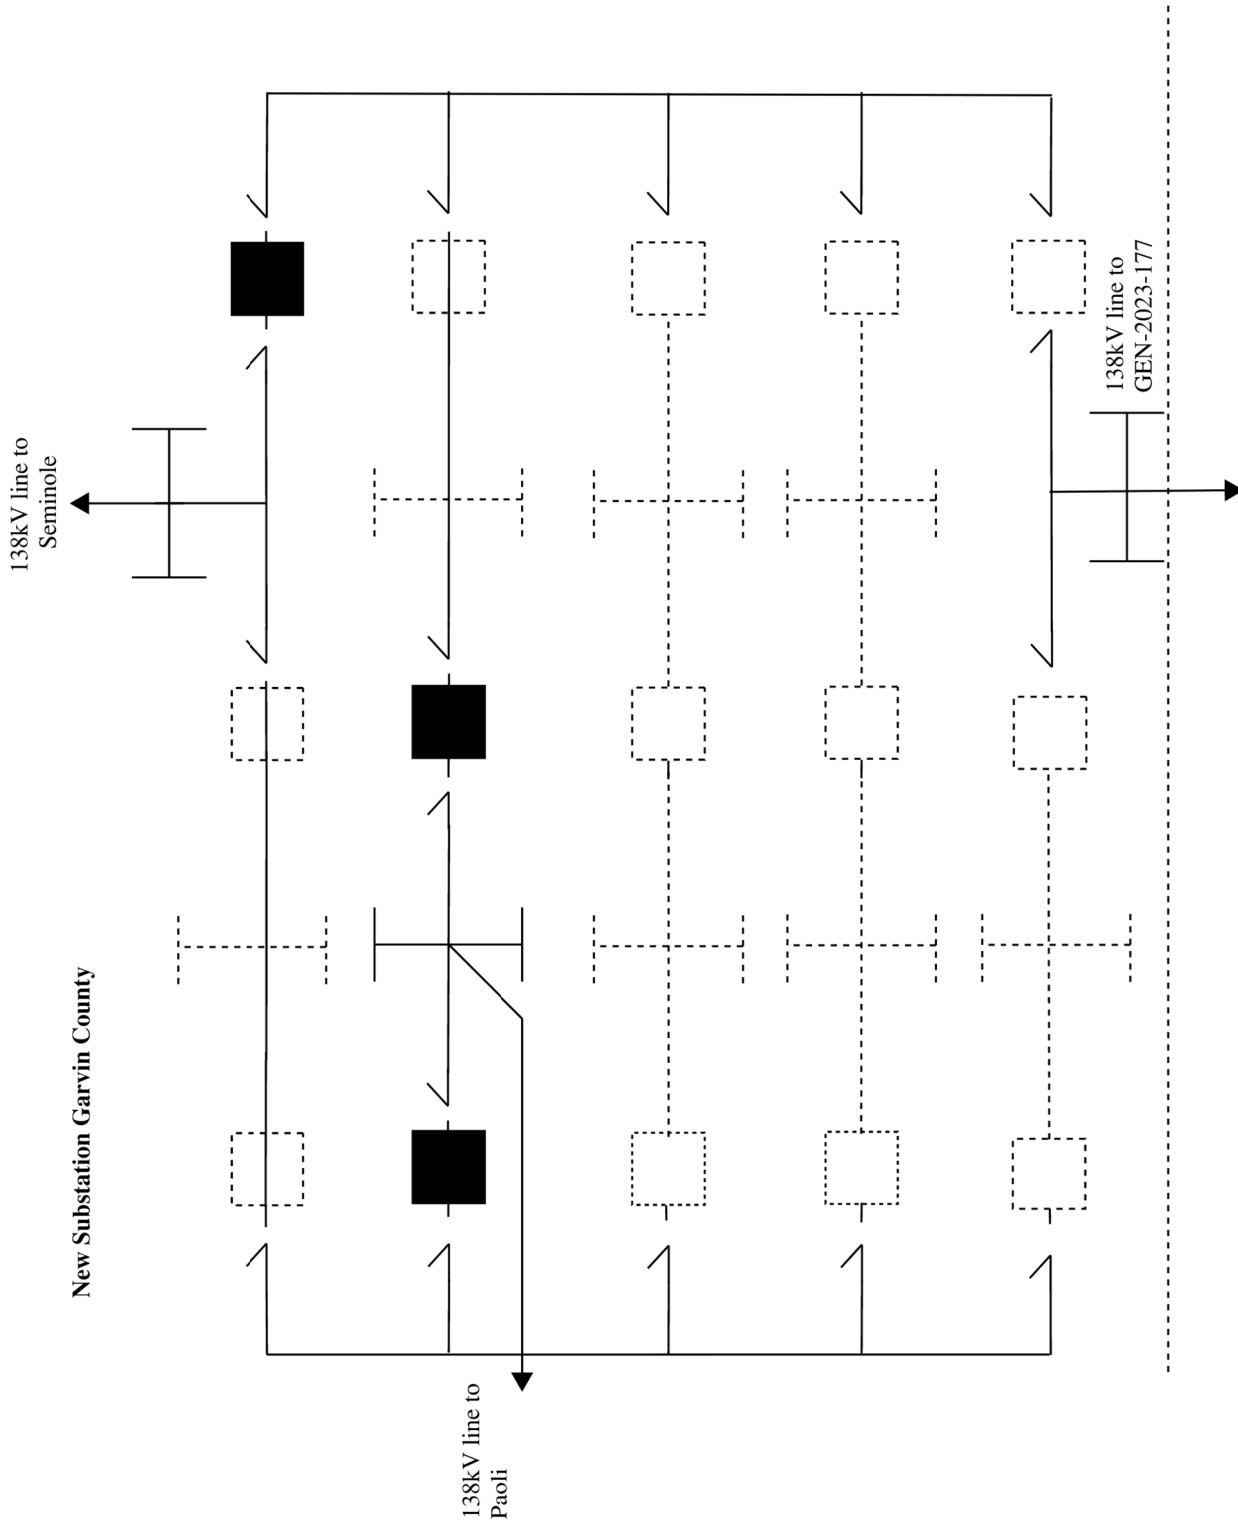 New Substation Garvin County
138kV line to
Seminole
138kV line to
Paoli
138kV line to
GEN-2023-177